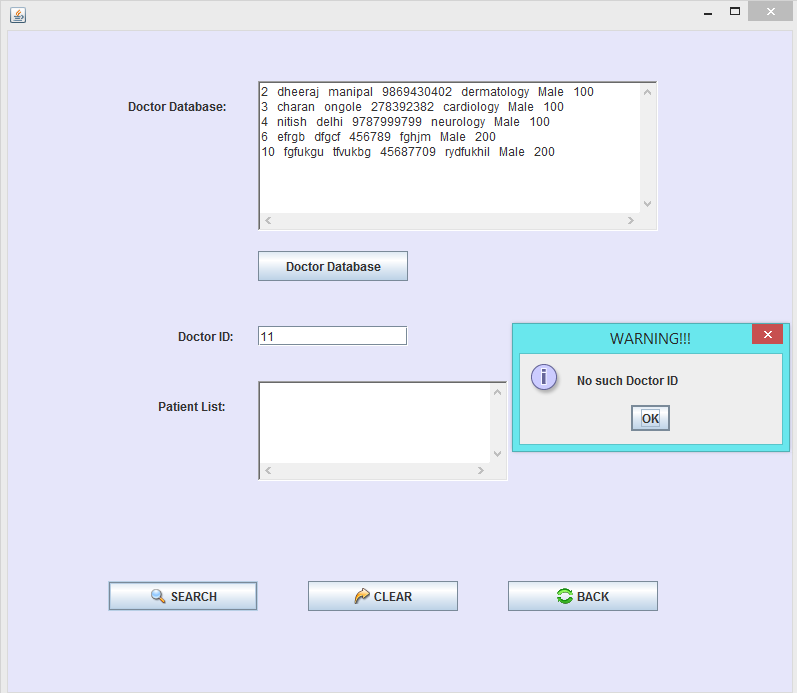 Doctor Database:
2 dheeraj manipal 9869430402 dermatology Male 100
3 charan ongole 278392382 cardiology Male 100
4 nitish delhi 9787999799 neurology Male 100
6 efrgb dfgcf 456789 fghjm Male 200
10 fgfukgu tfvukbg 45687709 rydfukhil Male 200
Doctor Database
Doctor ID:
11
WARNING!!!
No such Doctor ID
OK
Patient List:
SEARCH
CLEAR
BACK